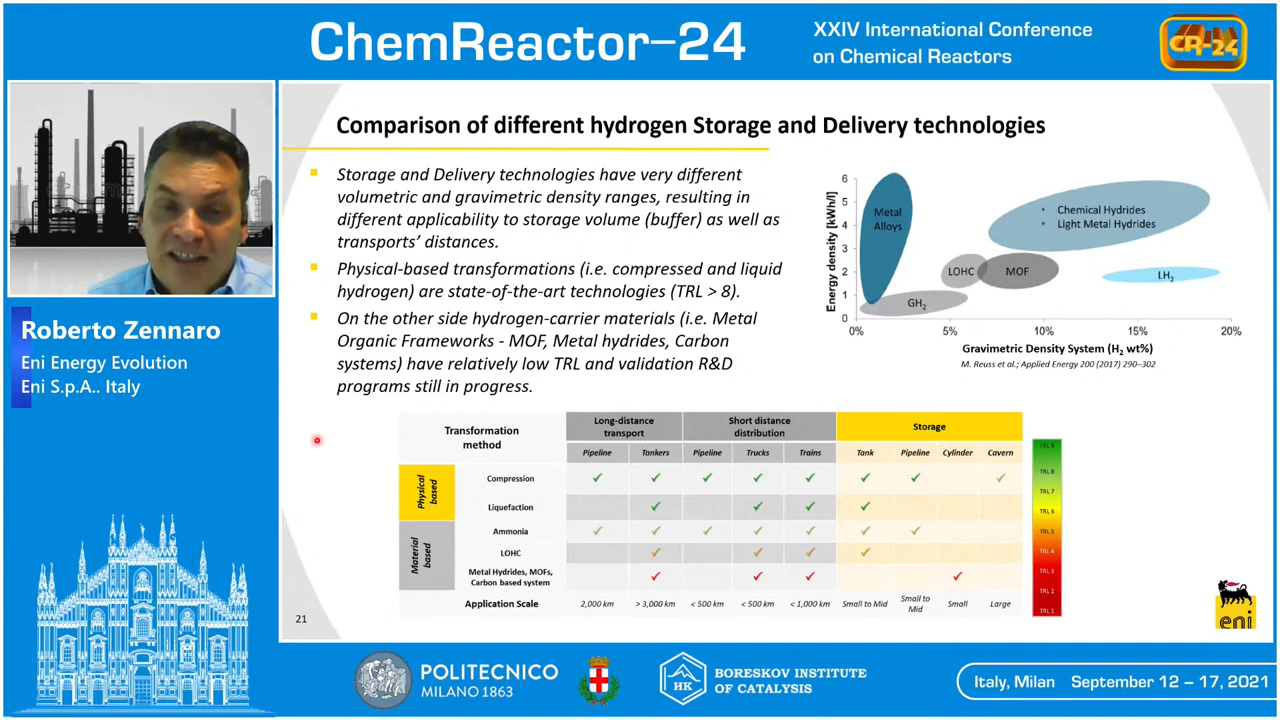 ChemReactor–24
XXIV International Conference
on Chemical Reactors
CR-24
Comparison of different hydrogen Storage and Delivery technologies
Storage and Delivery technologies have very different
volumetric and gravimetric density ranges, resulting in
different applicability to storage volume (buffer) as well as
transports' distances.
Physical-based transformations (i.e. compressed and liquid
hydrogen) are state-of-the-art technologies (TRL > 8).
On the other side hydrogen-carrier materials (i.e. Metal
Organic Frameworks - MOF, Metal hydrides, Carbon
systems) have relatively low TRL and validation R&D
programs still in progress.
Energy density [kWh/l]
6
5
4
3
2
1
0
Metal
Alloys
• Chemical Hydrides
• Light Metal Hydrides
LOHC
MOF
LH2
GH2
0% 5% 10% 15% 20%
Gravimetric Density System (H2 wt%)
M. Reuss et al.; Applied Energy 200 (2017) 290–302
Roberto Zennaro
Eni Energy Evolution
Eni S.p.A.. Italy
Transformation
method
Long-distance
transport
Short distance
distribution
Storage
Pipeline Tankers Pipeline Trucks Trains Tank Pipeline Cylinder Cavern
Physical
based
Compression ✓ ✓ ✓ ✓ ✓ ✓ ✓ ✓
Liquefaction ✓ ✓ ✓ ✓
Material
based
Ammonia ✓ ✓ ✓ ✓ ✓ ✓ ✓
LOHC ✓ ✓ ✓ ✓
Metal Hydrides, MOFs,
Carbon based system ✓ ✓ ✓ ✓
Application Scale 2,000 km > 3,000 km < 500 km < 500 km < 1,000 km Small to Mid Small to
Mid Small Large
TRL 9
TRL 8
TRL 7
TRL 6
TRL 5
TRL 4
TRL 3
TRL 2
TRL 1
21
eni
POLITECNICO
MILANO 1863
НК
BORESKOV INSTITUTE
OF CATALYSIS
Italy, Milan September 12 – 17, 2021